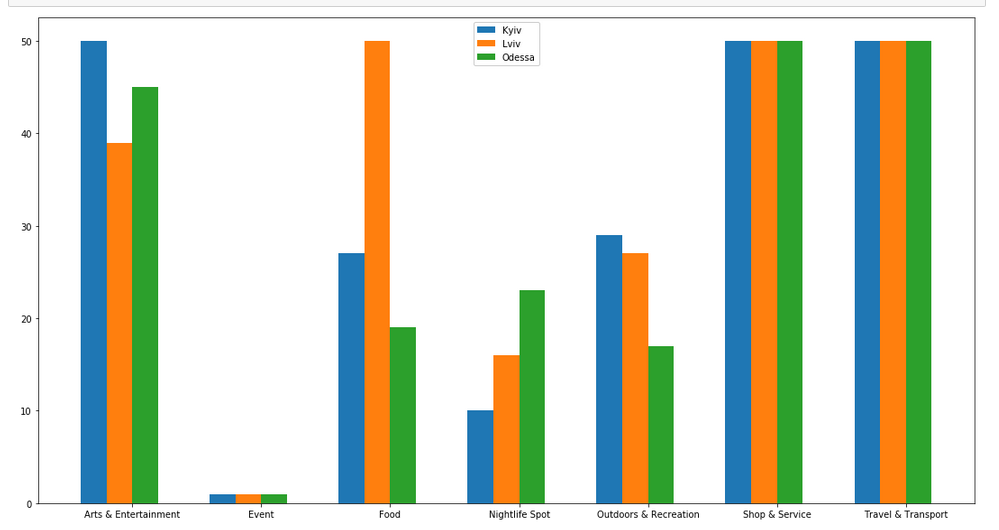 50
40
30
20
10
0
Kyiv
Lviv
Odessa
Arts & Entertainment Event Food Nightlife Spot Outdoors & Recreation Shop & Service Travel & Transport